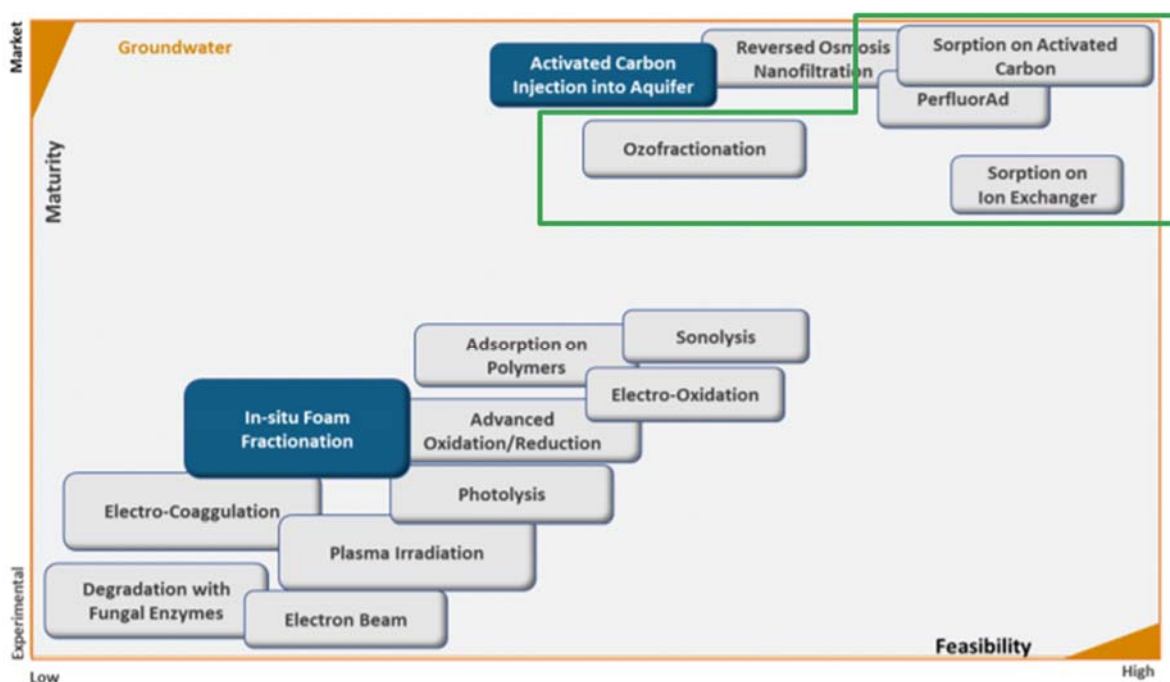 Market
Groundwater
Activated Carbon
Injection into Aquifer
Reversed Osmosis
Nanofiltration
Sorption on Activated
Carbon
PerfluorAd
Maturity
Ozofractionation
Sorption on
Ion Exchanger
Adsorption on
Polymers
Sonolysis
Electro-Oxidation
In-situ Foam
Fractionation
Advanced
Oxidation/Reduction
Photolysis
Electro-Coaggulation
Plasma Irradiation
Degradation with
Fungal Enzymes
Electron Beam
Experimental
Feasibility
Low
High